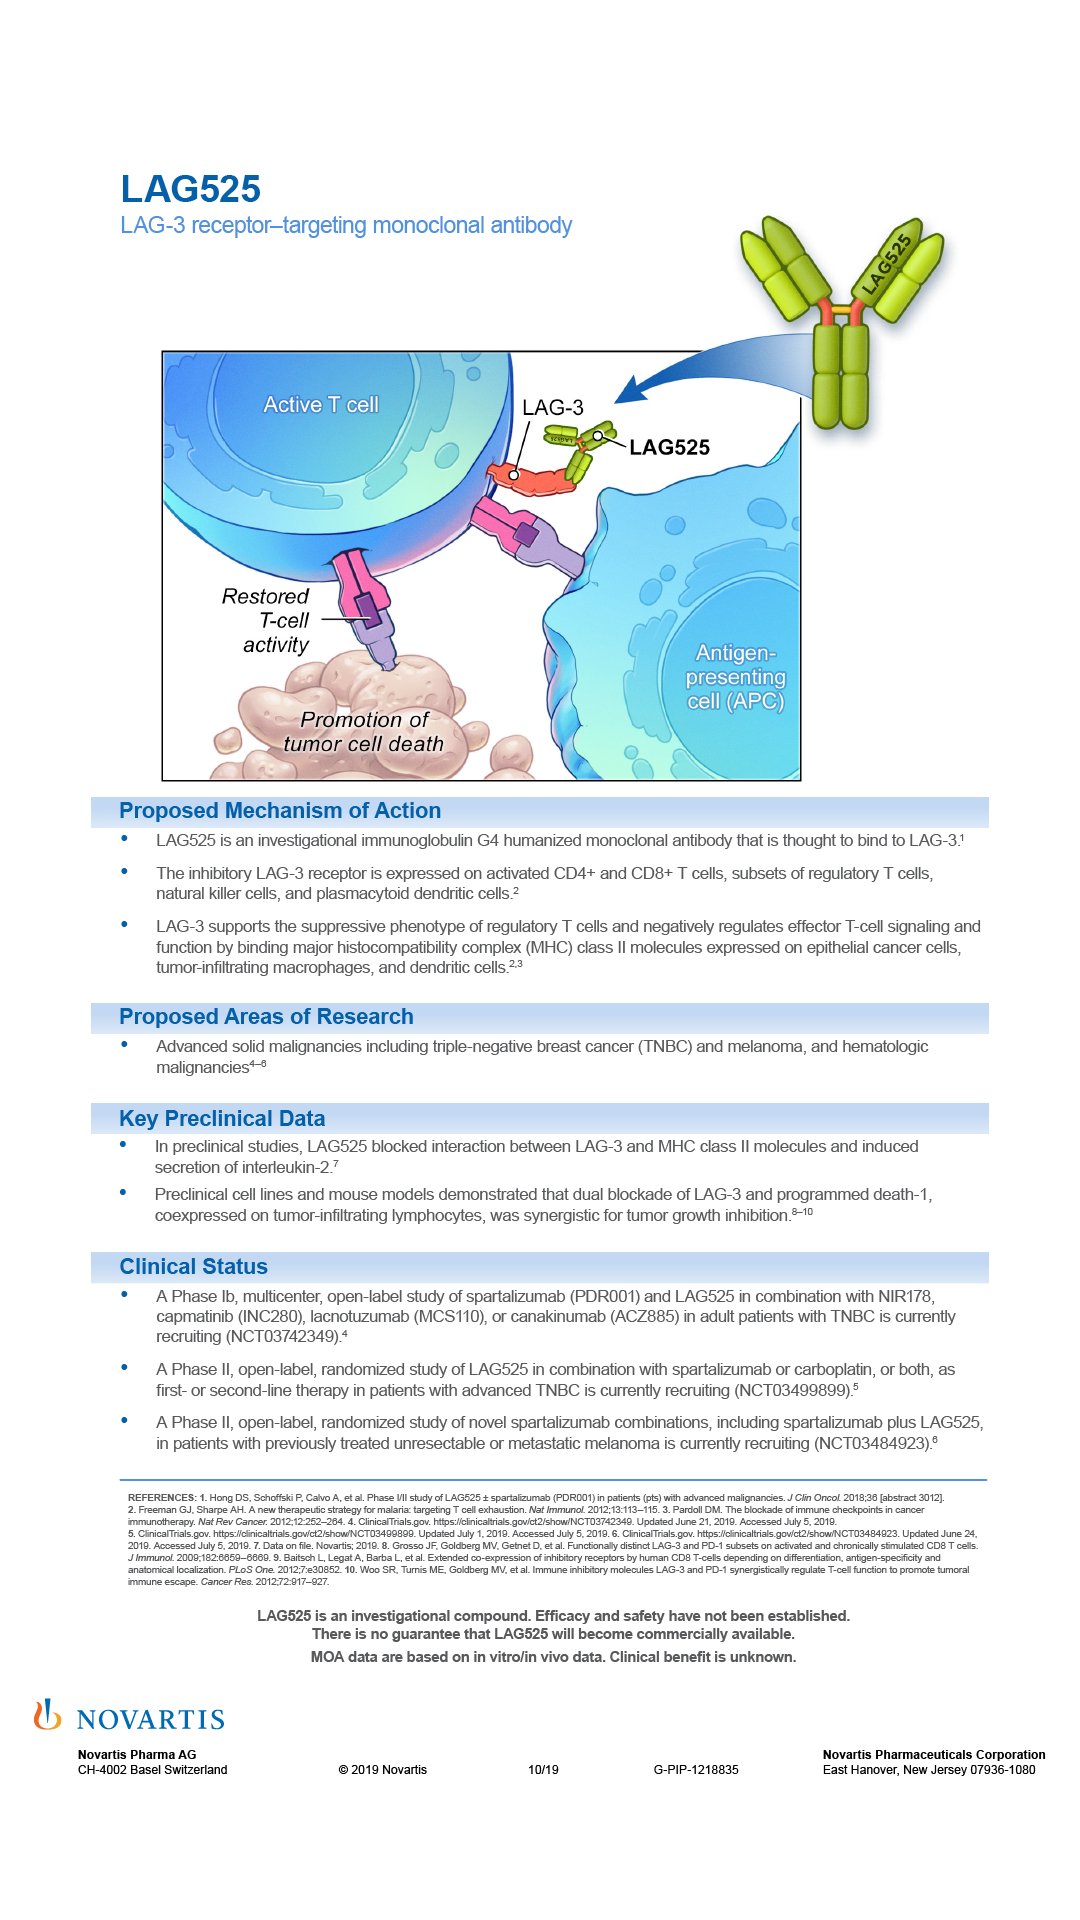 LAG525
LAG-3 receptor–targeting monoclonal antibody
LAG525
Active T cell
LAG-3
LAG525
LAG525
Restored
T-cell
activity
Antigen-
presenting
cell (APC)
Promotion of
tumor cell death
Proposed Mechanism of Action
• LAG525 is an investigational immunoglobulin G4 humanized monoclonal antibody that is thought to bind to LAG-3.¹
• The inhibitory LAG-3 receptor is expressed on activated CD4+ and CD8+ T cells, subsets of regulatory T cells,
natural killer cells, and plasmacytoid dendritic cells.²
• LAG-3 supports the suppressive phenotype of regulatory T cells and negatively regulates effector T-cell signaling and
function by binding major histocompatibility complex (MHC) class II molecules expressed on epithelial cancer cells,
tumor-infiltrating macrophages, and dendritic cells.²,³
Proposed Areas of Research
• Advanced solid malignancies including triple-negative breast cancer (TNBC) and melanoma, and hematologic
malignancies⁴–⁶
Key Preclinical Data
• In preclinical studies, LAG525 blocked interaction between LAG-3 and MHC class II molecules and induced
secretion of interleukin-2.⁷
• Preclinical cell lines and mouse models demonstrated that dual blockade of LAG-3 and programmed death-1,
coexpressed on tumor-infiltrating lymphocytes, was synergistic for tumor growth inhibition.⁸–¹⁰
Clinical Status
• A Phase Ib, multicenter, open-label study of spartalizumab (PDR001) and LAG525 in combination with NIR178,
capmatinib (INC280), lacnotuzumab (MCS110), or canakinumab (ACZ885) in adult patients with TNBC is currently
recruiting (NCT03742349).⁴
• A Phase II, open-label, randomized study of LAG525 in combination with spartalizumab or carboplatin, or both, as
first- or second-line therapy in patients with advanced TNBC is currently recruiting (NCT03499899).⁵
• A Phase II, open-label, randomized study of novel spartalizumab combinations, including spartalizumab plus LAG525,
in patients with previously treated unresectable or metastatic melanoma is currently recruiting (NCT03484923).⁶
REFERENCES: 1. Hong DS, Schoffski P, Calvo A, et al. Phase I/II study of LAG525 ± spartalizumab (PDR001) in patients (pts) with advanced malignancies. J Clin Oncol. 2018;36 [abstract 3012].
2. Freeman GJ, Sharpe AH. A new therapeutic strategy for malaria: targeting T cell exhaustion. Nat Immunol. 2012;13:113–115. 3. Pardoll DM. The blockade of immune checkpoints in cancer
immunotherapy. Nat Rev Cancer. 2012;12:252–264. 4. ClinicalTrials.gov. https://clinicaltrials.gov/ct2/show/NCT03742349. Updated June 21, 2019. Accessed July 5, 2019.
5. ClinicalTrials.gov. https://clinicaltrials.gov/ct2/show/NCT03499899. Updated July 1, 2019. Accessed July 5, 2019. 6. ClinicalTrials.gov. https://clinicaltrials.gov/ct2/show/NCT03484923. Updated June 24,
2019. Accessed July 5, 2019. 7. Data on file. Novartis; 2019. 8. Grosso JF, Goldberg MV, Getnet D, et al. Functionally distinct LAG-3 and PD-1 subsets on activated and chronically stimulated CD8 T cells.
J Immunol. 2009;182:6659–6669. 9. Baitsch L, Legat A, Barba L, et al. Extended co-expression of inhibitory receptors by human CD8 T-cells depending on differentiation, antigen-specificity and
anatomical localization. PLoS One. 2012;7:e30852. 10. Woo SR, Turnis ME, Goldberg MV, et al. Immune inhibitory molecules LAG-3 and PD-1 synergistically regulate T-cell function to promote tumoral
immune escape. Cancer Res. 2012;72:917–927.
LAG525 is an investigational compound. Efficacy and safety have not been established.
There is no guarantee that LAG525 will become commercially available.
MOA data are based on in vitro/in vivo data. Clinical benefit is unknown.
NOVARTIS
Novartis Pharma AG
CH-4002 Basel Switzerland
© 2019 Novartis
10/19
G-PIP-1218835
Novartis Pharmaceuticals Corporation
East Hanover, New Jersey 07936-1080